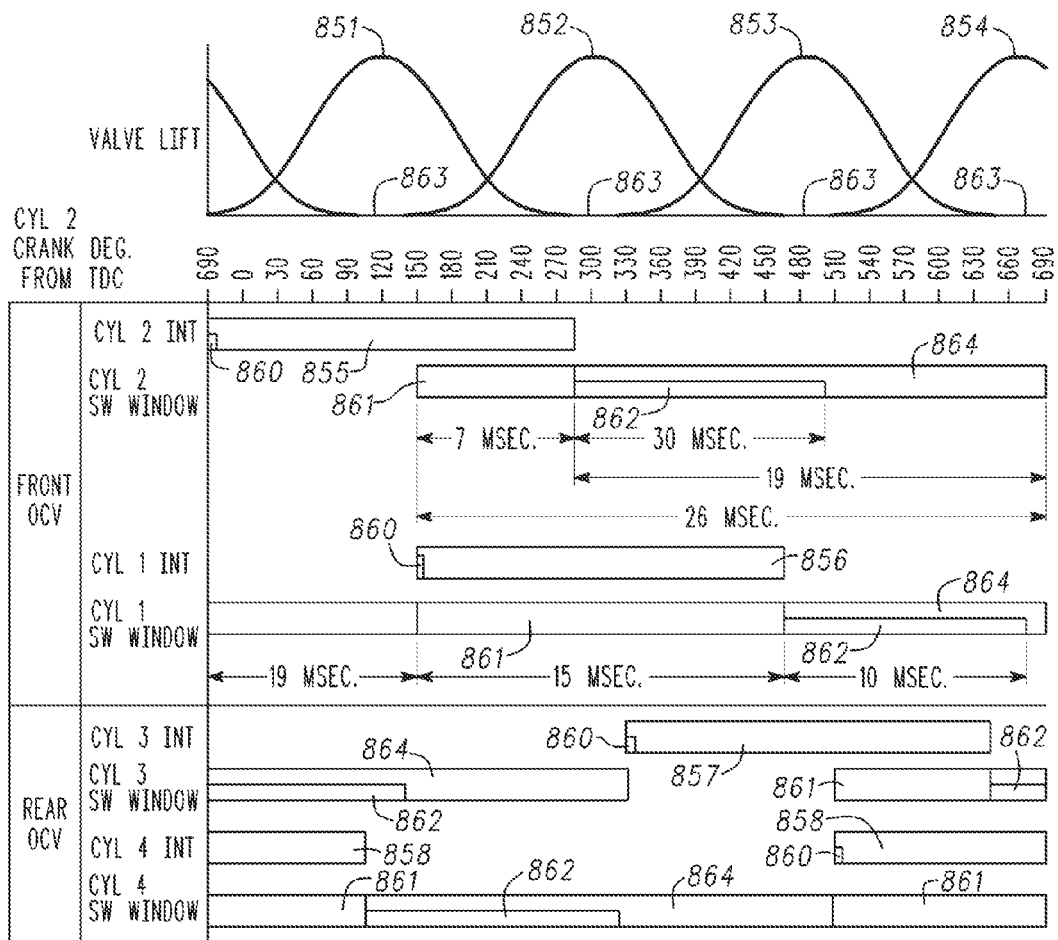 851 852 853 854
VALVE LIFT
863 863 863 863
CYL 2
CRANK DEG.
FROM TDC
690 0 30 60 90 120 150 180 210 240 270 300 330 360 390 420 450 480 510 540 570 600 630 660 690
FRONT
OCV
CYL 2 INT
860 855 864
CYL 2
SW WINDOW
861 862
7 MSEC. 30 MSEC.
19 MSEC.
26 MSEC.
860
CYL 1 INT
856
864
CYL 1
SW WINDOW
861 862
19 MSEC. 15 MSEC. 10 MSEC.
REAR
OCV
CYL 3 INT
860 857 862
864
CYL 3
SW WINDOW
862 861
858
CYL 4 INT
858 860
861 862 864 861
CYL 4
SW WINDOW